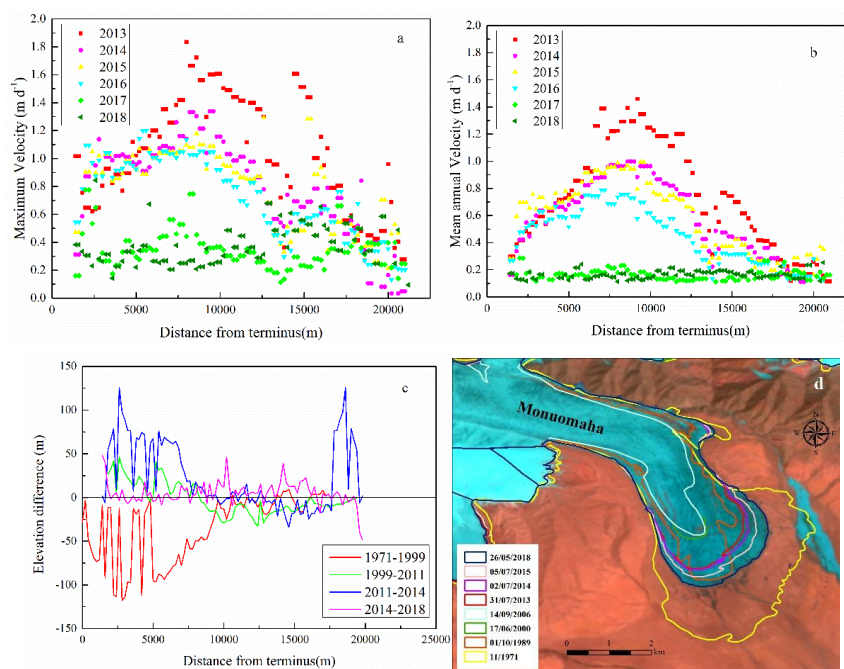 a
2013
2014
2015
2016
2017
2018
Maximum Velocity (m d-1)
2.0
1.8
1.6
1.4
1.2
1.0
0.8
0.6
0.4
0.2
0.0
0 5000 10000 15000 20000
Distance from terminus(m)
b
2013
2014
2015
2016
2017
2018
Mean annual Velocity (m d-1)
2.0
1.8
1.6
1.4
1.2
1.0
0.8
0.6
0.4
0.2
0.0
0 5000 10000 15000 20000
Distance from terminus(m)
c
Elevation difference (m)
150
100
50
0
-50
-100
-150
1971-1999
1999-2011
2011-2014
2014-2018
0 5000 10000 15000 20000 25000
Distance from terminus(m)
d
Monuomaha
W E
S
26/05/2018
05/07/2015
02/07/2014
31/07/2013
14/09/2006
17/06/2000
01/10/1989
11/1971
0 1 2
km